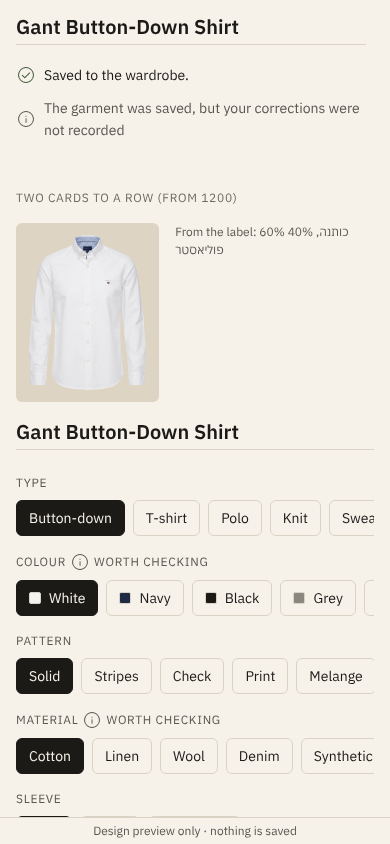 Gant Button-Down Shirt
Saved to the wardrobe.
The garment was saved, but your corrections were
not recorded
TWO CARDS TO A ROW (FROM 1200)
From the label: 60% כותנה, 40%
פוליאסטר
Gant Button-Down Shirt
TYPE
Button-down T-shirt Polo Knit Swea
COLOUR WORTH CHECKING
White Navy Black Grey
PATTERN
Solid Stripes Check Print Melange
MATERIAL WORTH CHECKING
Cotton Linen Wool Denim Synthetic
SLEEVE
Design preview only · nothing is saved